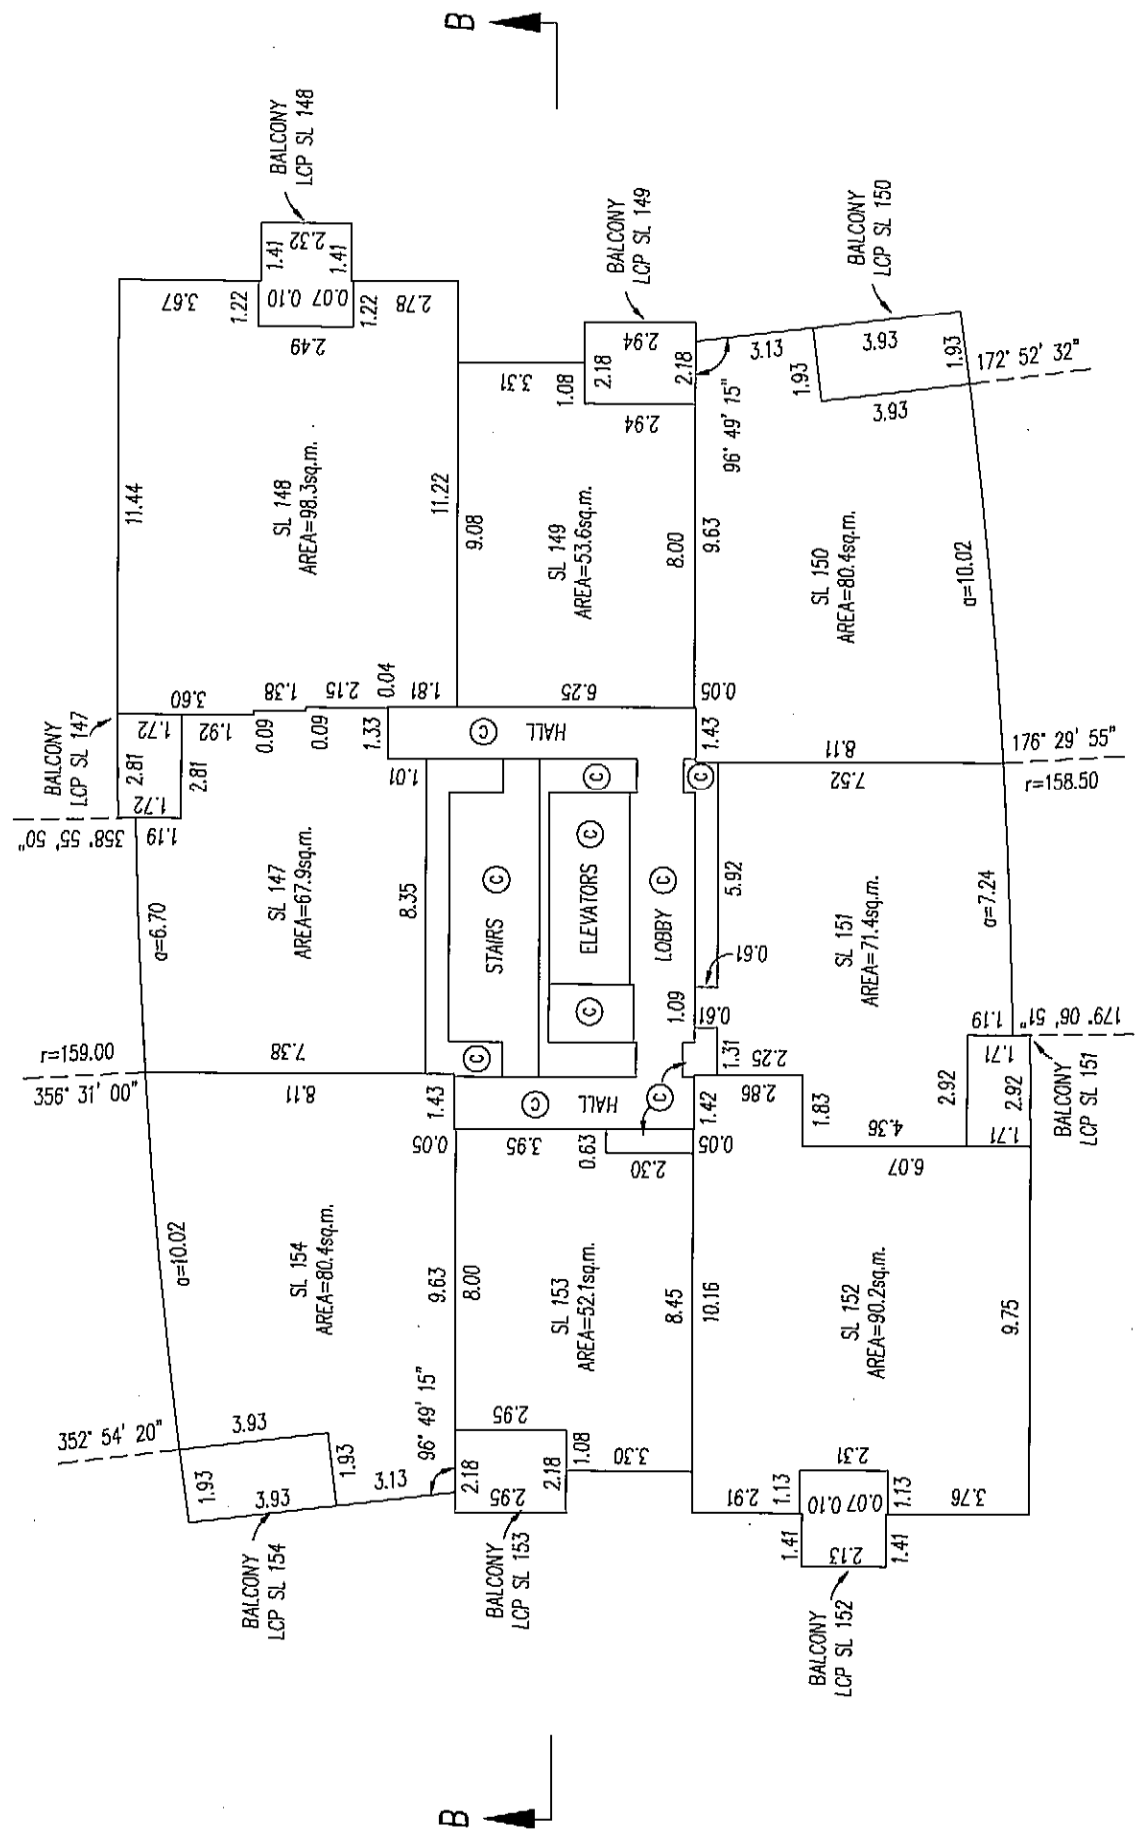 B
BALCONY
LCP SL 148
2.32
1.41
1.41
3.67
1.22
0.10
0.07
1.22
2.78
2.49
11.44
SL 148
AREA=98.3sq.m.
11.22
3.60
1.38
2.15
0.04
1.81
BALCONY
LCP SL 149
2.94
2.18
2.18
3.31
1.08
2.94
9.08
SL 149
AREA=53.6sq.m.
8.00
6.25
0.05
BALCONY
LCP SL 150
96° 49' 15"
3.13
1.93
3.93
1.93
3.93
172° 52' 32"
9.63
SL 150
AREA=80.4sq.m.
a=10.02
8.11
1.43
176° 29' 55"
r=158.50
BALCONY
LCP SL 147
1.72
2.81
1.72
2.81
1.92
0.09
0.09
1.33
1.01
358° 55' 50"
1.19
SL 147
AREA=67.9sq.m.
8.35
a=6.70
7.38
r=159.00
356° 31' 00"
HALL
C
C
C
STAIRS C
ELEVATORS C
LOBBY C
C
C
HALL
C
C
7.52
5.92
0.61
SL 151
AREA=71.4sq.m.
a=7.24
1.09
0.61
1.31
2.25
1.83
4.36
2.92
1.19
179° 06' 51"
1.71
2.92
1.71
BALCONY
LCP SL 151
8.11
1.43
SL 154
AREA=80.4sq.m.
a=10.02
9.63
352° 54' 20"
3.93
1.93
1.93
3.93
3.13
96° 49' 15"
BALCONY
LCP SL 154
0.05
3.95
0.63
2.30
0.05
8.00
SL 153
AREA=52.1sq.m.
8.45
2.95
2.18
1.08
2.18
3.30
2.95
BALCONY
LCP SL 153
1.42
2.86
6.07
10.16
SL 152
AREA=90.2sq.m.
9.75
2.31
2.91
1.13
0.10
0.07
1.13
3.76
1.41
2.13
1.41
BALCONY
LCP SL 152
B